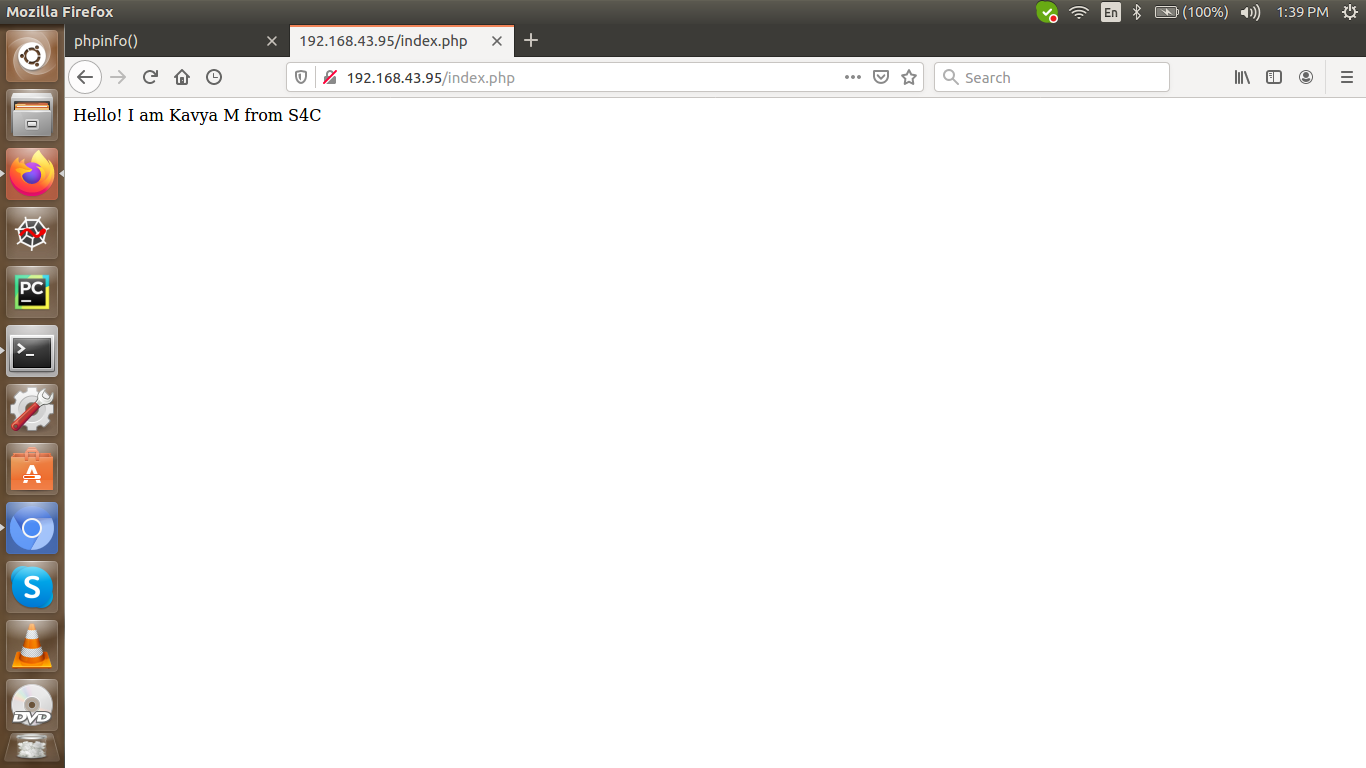 Mozilla Firefox
En
(100%)
1:39 PM
phpinfo()
192.168.43.95/index.php
192.168.43.95/index.php
Search
Hello! I am Kavya M from S4C
PC
>_
A
S
DVD